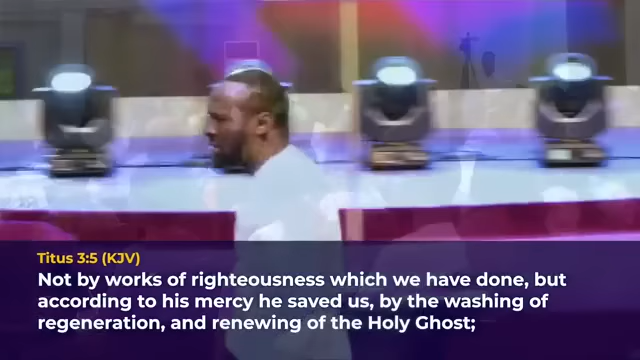 Titus 3:5 (KJV)
Not by works of righteousness which we have done, but
according to his mercy he saved us, by the washing of
regeneration, and renewing of the Holy Ghost;